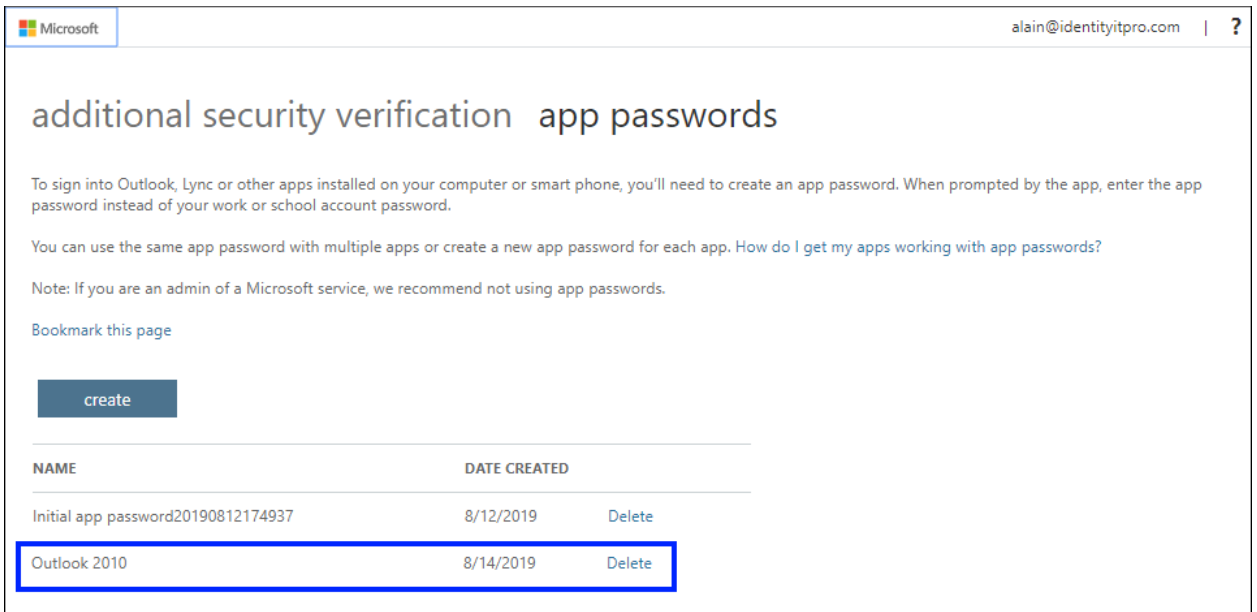 Microsoft
alain@identityitpro.com | ?
additional security verification app passwords
To sign into Outlook, Lync or other apps installed on your computer or smart phone, you'll need to create an app password. When prompted by the app, enter the app
password instead of your work or school account password.
You can use the same app password with multiple apps or create a new app password for each app. How do I get my apps working with app passwords?
Note: If you are an admin of a Microsoft service, we recommend not using app passwords.
Bookmark this page
create
NAME DATE CREATED
Initial app password20190812174937 8/12/2019 Delete
Outlook 2010 8/14/2019 Delete